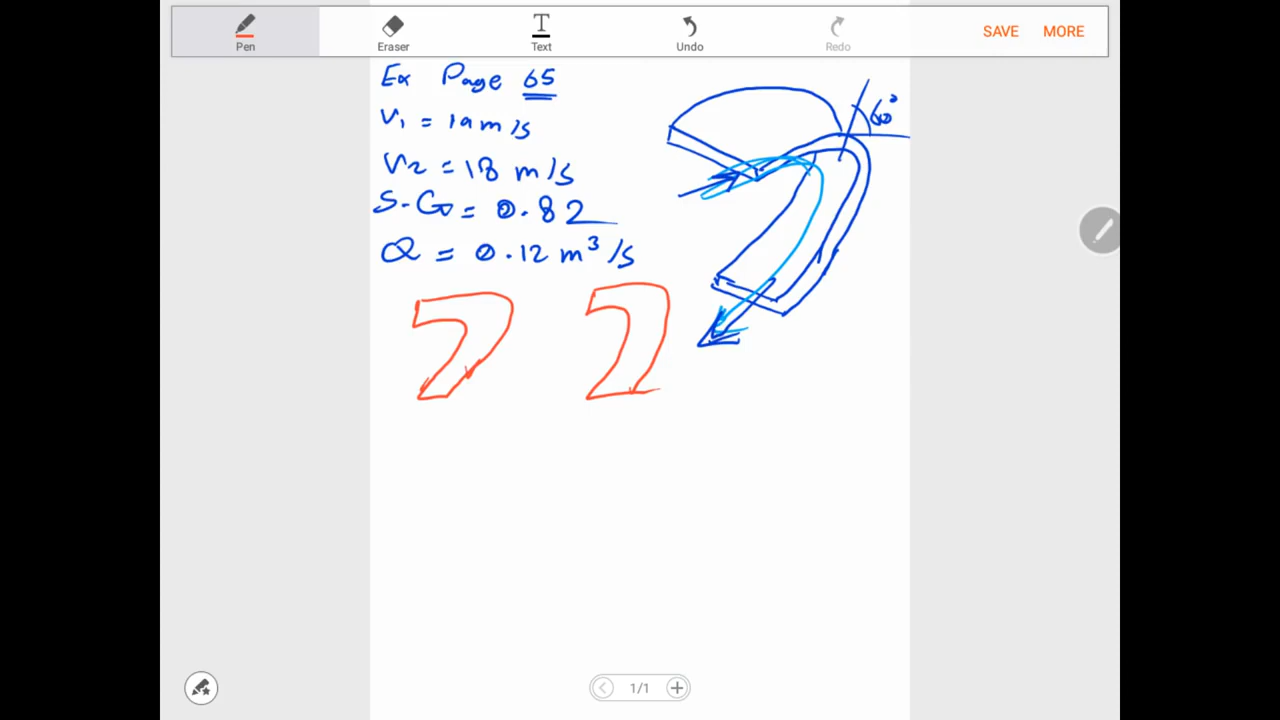 Pen
Eraser
Text
Undo
Redo
SAVE
MORE
Ex Page 65
V1 = 19 m/s
V2 = 18 m/s
S-G = 0.82
Q = 0.12 m³/s
60°
1/1